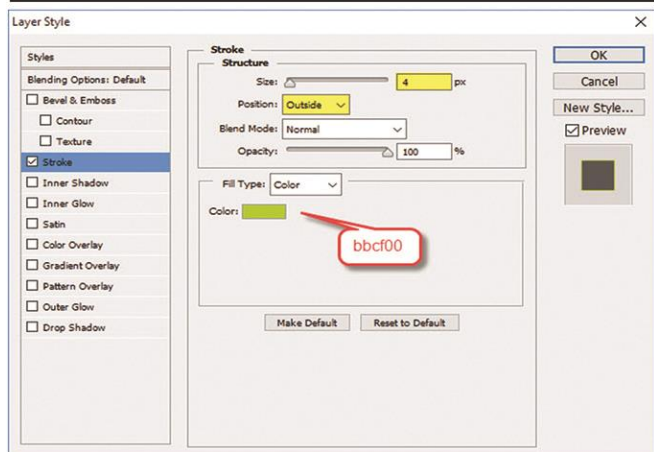 Layer Style
Styles
Blending Options: Default
Bevel & Emboss
Contour
Texture
Stroke
Inner Shadow
Inner Glow
Satin
Color Overlay
Gradient Overlay
Pattern Overlay
Outer Glow
Drop Shadow
Stroke
Structure
Size: 4 px
Position: Outside
Blend Mode: Normal
Opacity: 100 %
Fill Type: Color
Color:
bbcf00
Make Default Reset to Default
OK
Cancel
New Style...
Preview